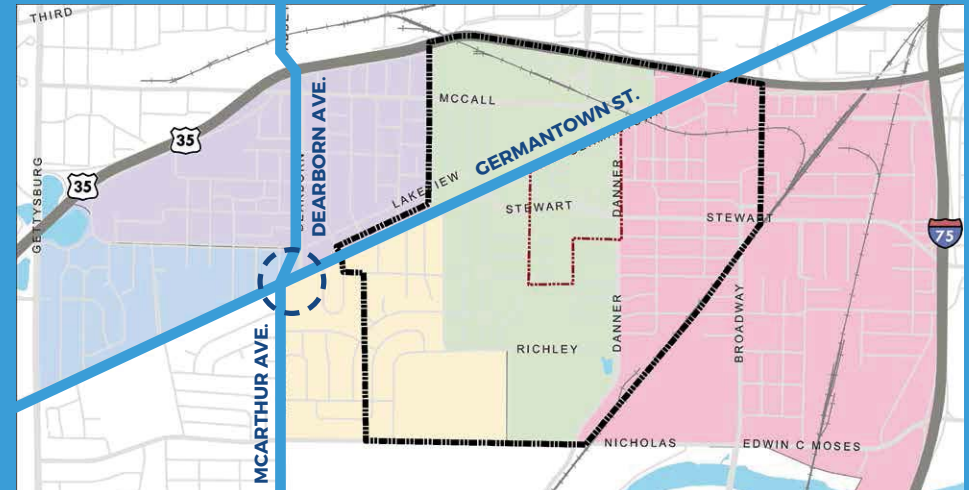 THIRD
35
35
GETTYSBURG
DEARBORN AVE.
MCCALL
LAKEVIEW
GERMANTOWN ST.
STEWART
DANNER
STEWART
75
MCARTHUR AVE.
RICHLEY
DANNER
BROADWAY
NICHOLAS
EDWIN C MOSES